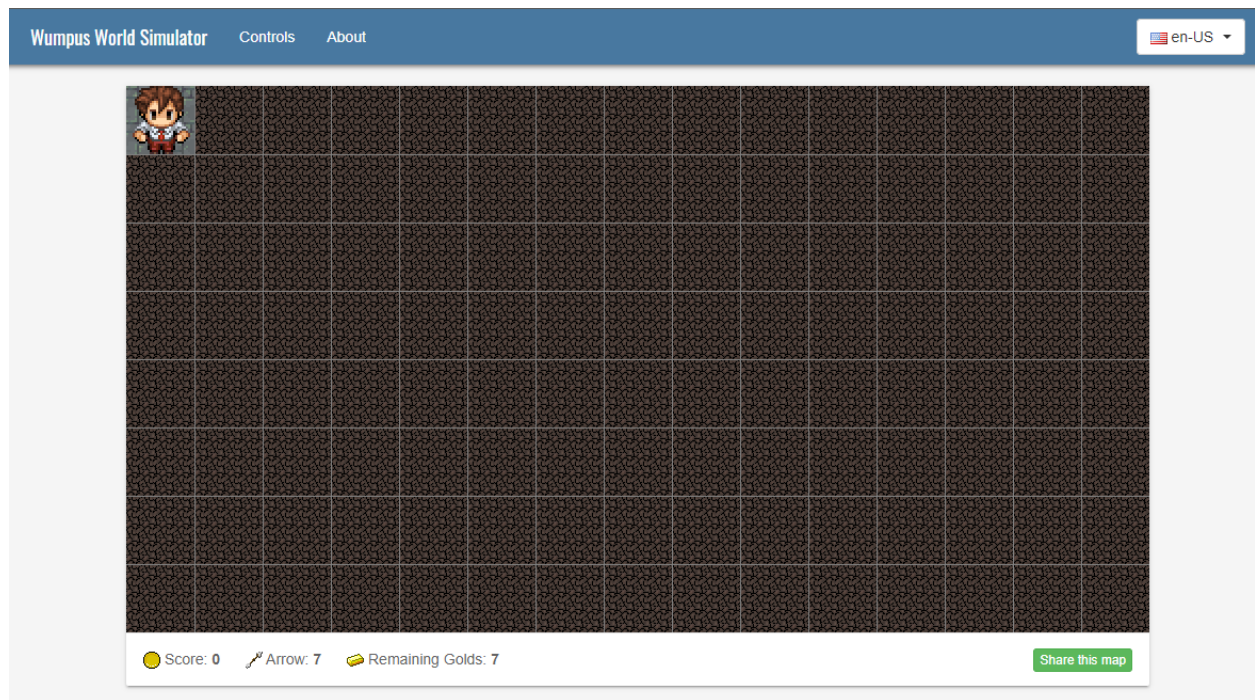 Wumpus World Simulator Controls About en-US
Score: 0 Arrow: 7 Remaining Golds: 7 Share this map